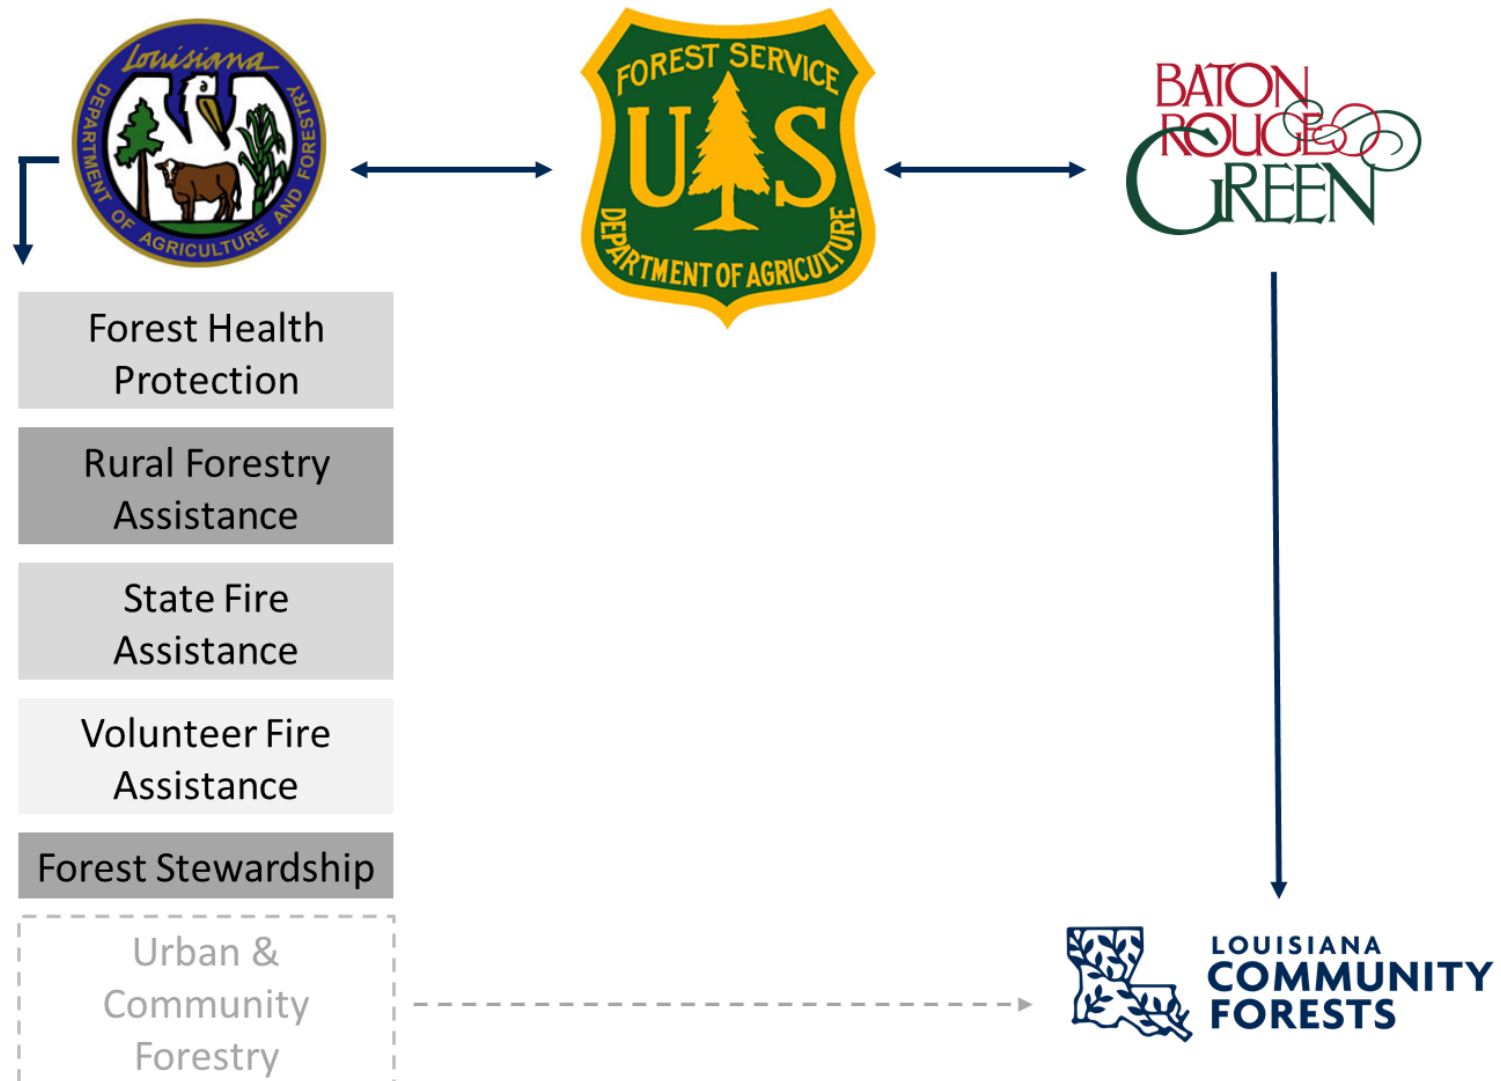 Louisiana
DEPARTMENT OF AGRICULTURE AND FORESTRY
FOREST SERVICE
U S
DEPARTMENT OF AGRICULTURE
BATON
ROUGE
GREEN
Forest Health
Protection
Rural Forestry
Assistance
State Fire
Assistance
Volunteer Fire
Assistance
Forest Stewardship
Urban &
Community
Forestry
LOUISIANA
COMMUNITY
FORESTS